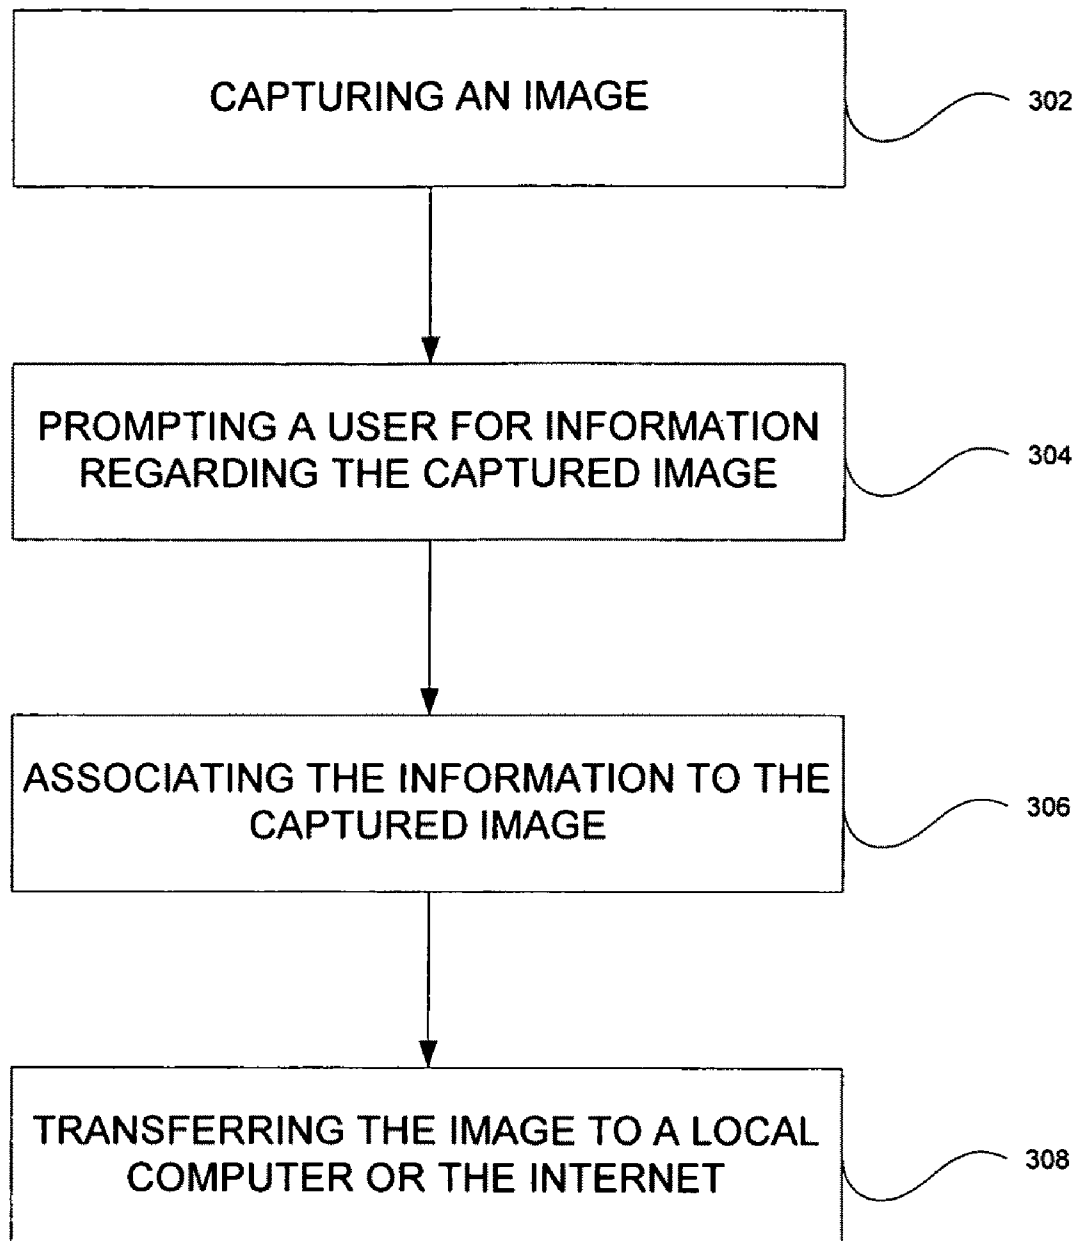 CAPTURING AN IMAGE
302
PROMPTING A USER FOR INFORMATION
REGARDING THE CAPTURED IMAGE
304
ASSOCIATING THE INFORMATION TO THE
CAPTURED IMAGE
306
TRANSFERRING THE IMAGE TO A LOCAL
COMPUTER OR THE INTERNET
308